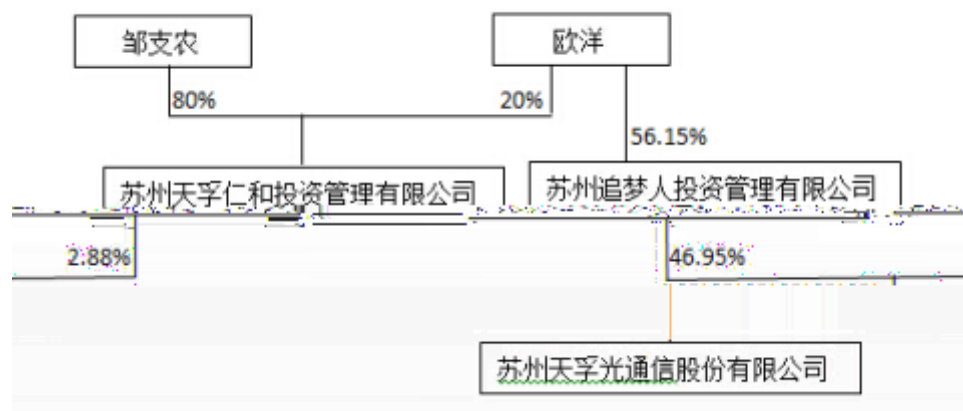 邹支农
欧洋
80%
20%
56.15%
苏州天孚仁和投资管理有限公司
苏州追梦人投资管理有限公司
2.88%
46.95%
苏州天孚光通信股份有限公司